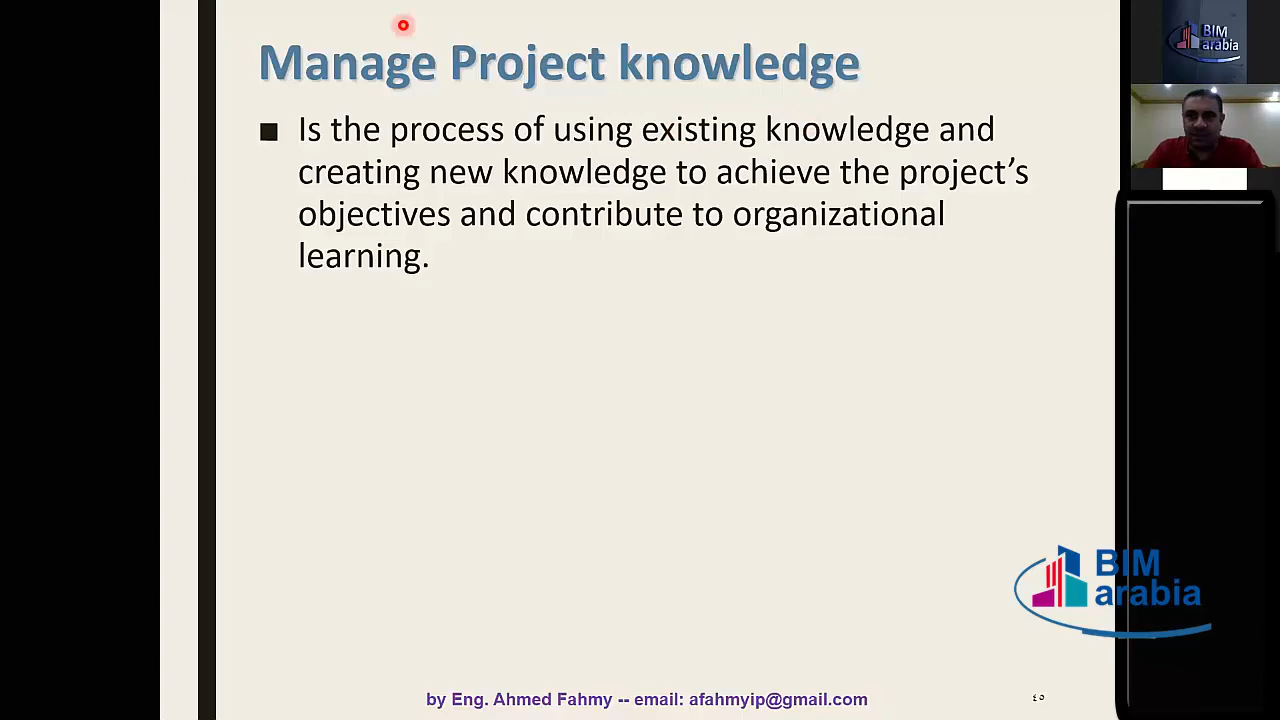 Manage Project knowledge
■ Is the process of using existing knowledge and
creating new knowledge to achieve the project’s
objectives and contribute to organizational
learning.
BIM
arabia
BIM
arabia
by Eng. Ahmed Fahmy -- email: afahmyip@gmail.com
٤٥